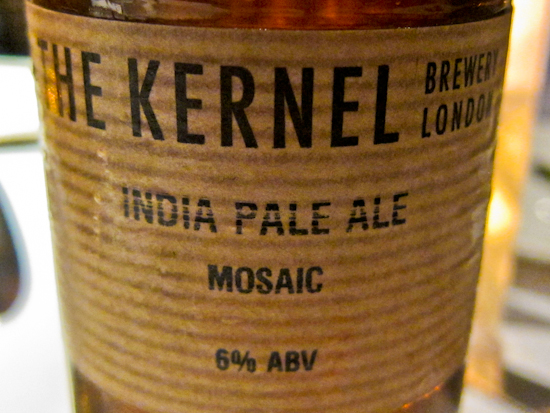 THE KERNEL BREWERY
LONDON
INDIA PALE ALE
MOSAIC
6% ABV